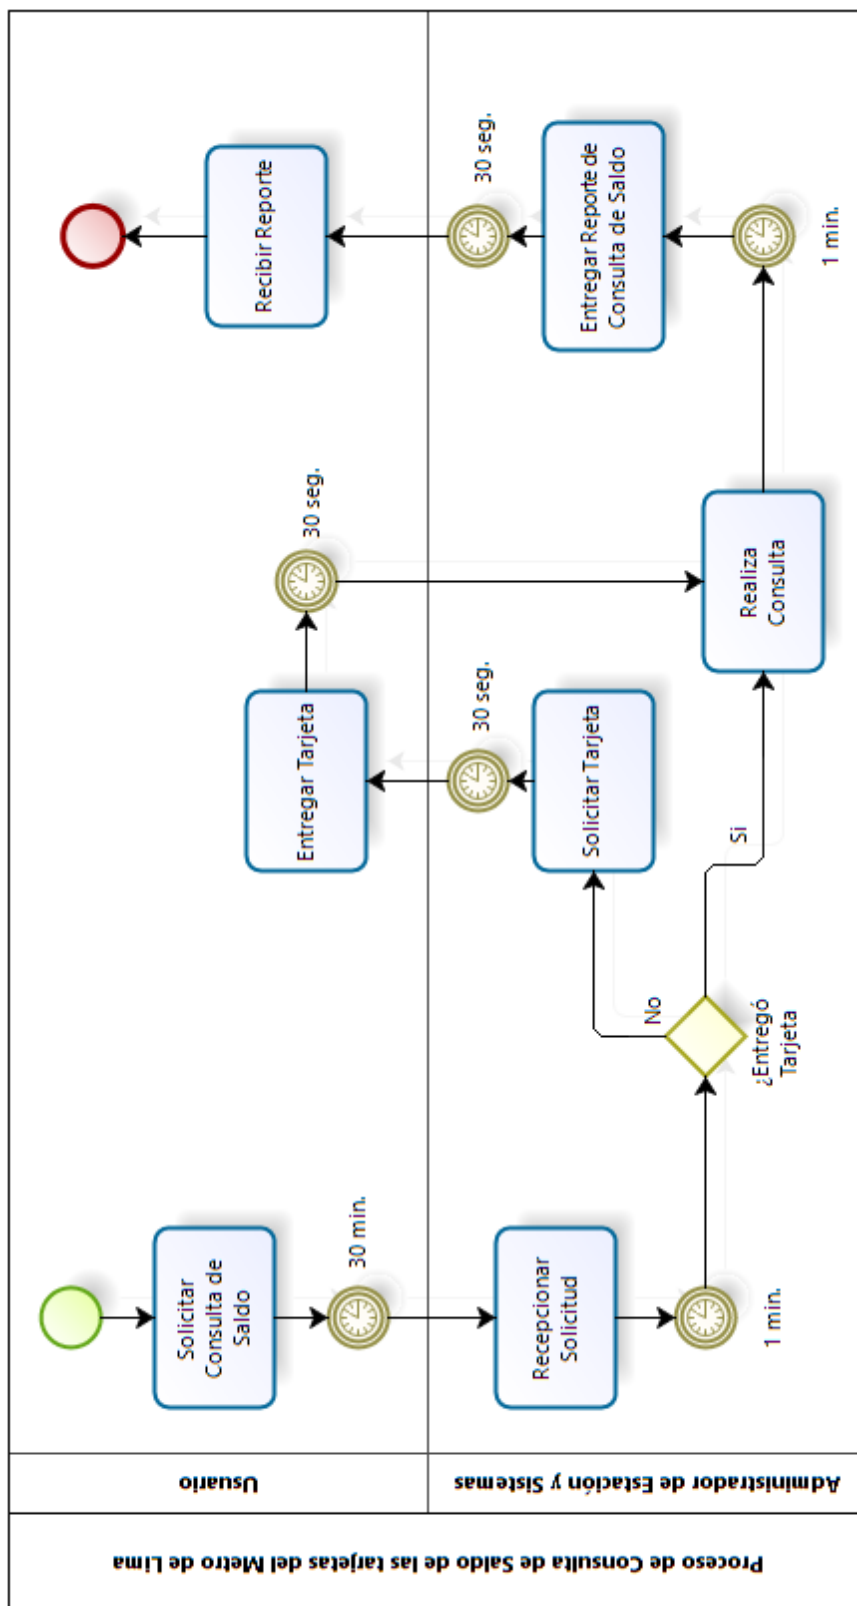 Proceso de Consulta de Saldo de las tarjetas del Metro de Lima
Usuario
Administrador de Estación y Sistemas
Solicitar
Consulta de
Saldo
30 min.
Recepcionar
Solicitud
1 min.
¿Entregó
Tarjeta
No
Si
Solicitar Tarjeta
30 seg.
Entregar Tarjeta
30 seg.
Realiza
Consulta
1 min.
Entregar Reporte de
Consulta de Saldo
30 seg.
Recibir Reporte